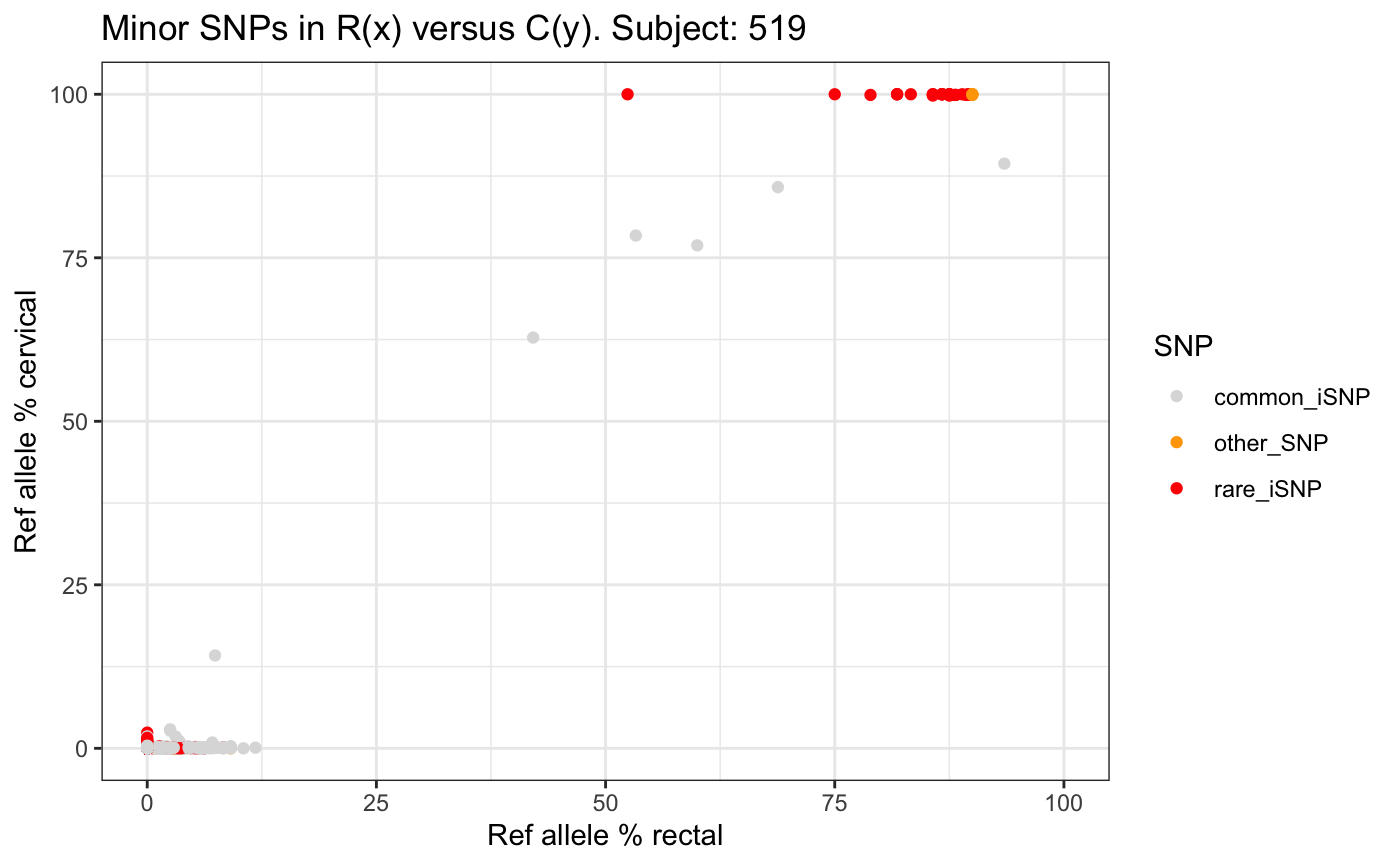 Minor SNPs in R(x) versus C(y). Subject: 519
100
75
50
25
0
Ref allele % cervical
0 25 50 75 100
Ref allele % rectal
SNP
common_iSNP
other_SNP
rare_iSNP